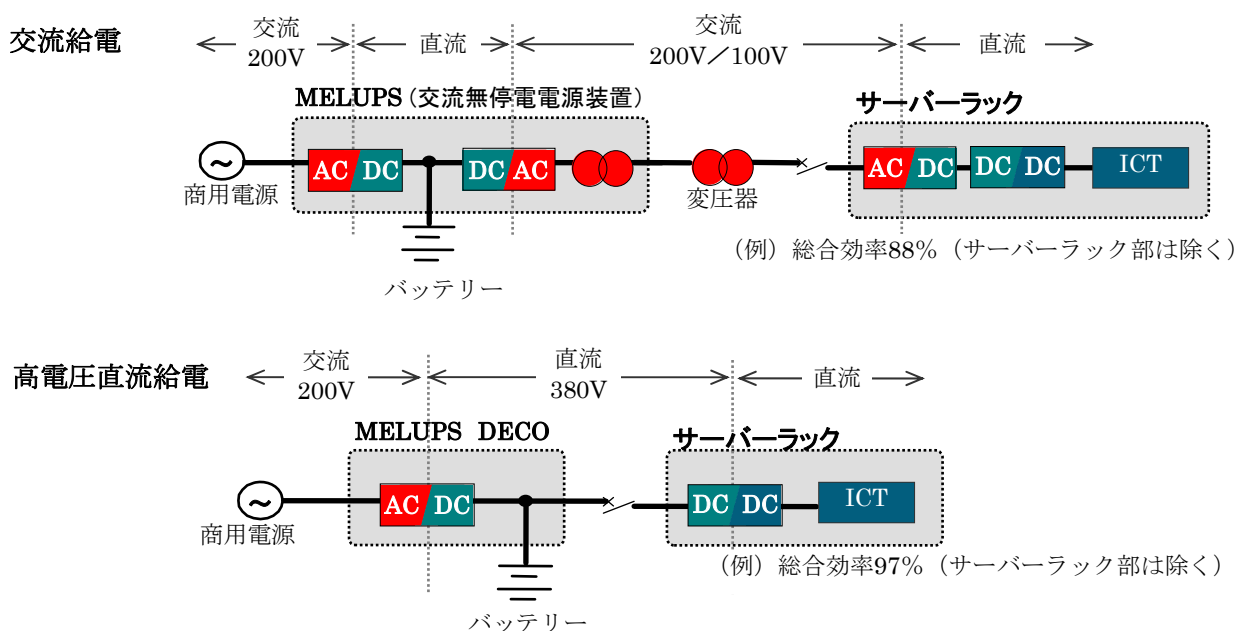 交流給電
交流
200V
直流
交流
200V／100V
直流
MELUPS（交流無停電電源装置）
サーバーラック
～
AC DC
DC AC
AC DC
DC DC
ICT
商用電源
変圧器
バッテリー
（例）総合効率88%（サーバーラック部は除く）
高電圧直流給電
交流
200V
直流
380V
直流
MELUPS DECO
サーバーラック
～
AC DC
DC DC
ICT
商用電源
バッテリー
（例）総合効率97%（サーバーラック部は除く）